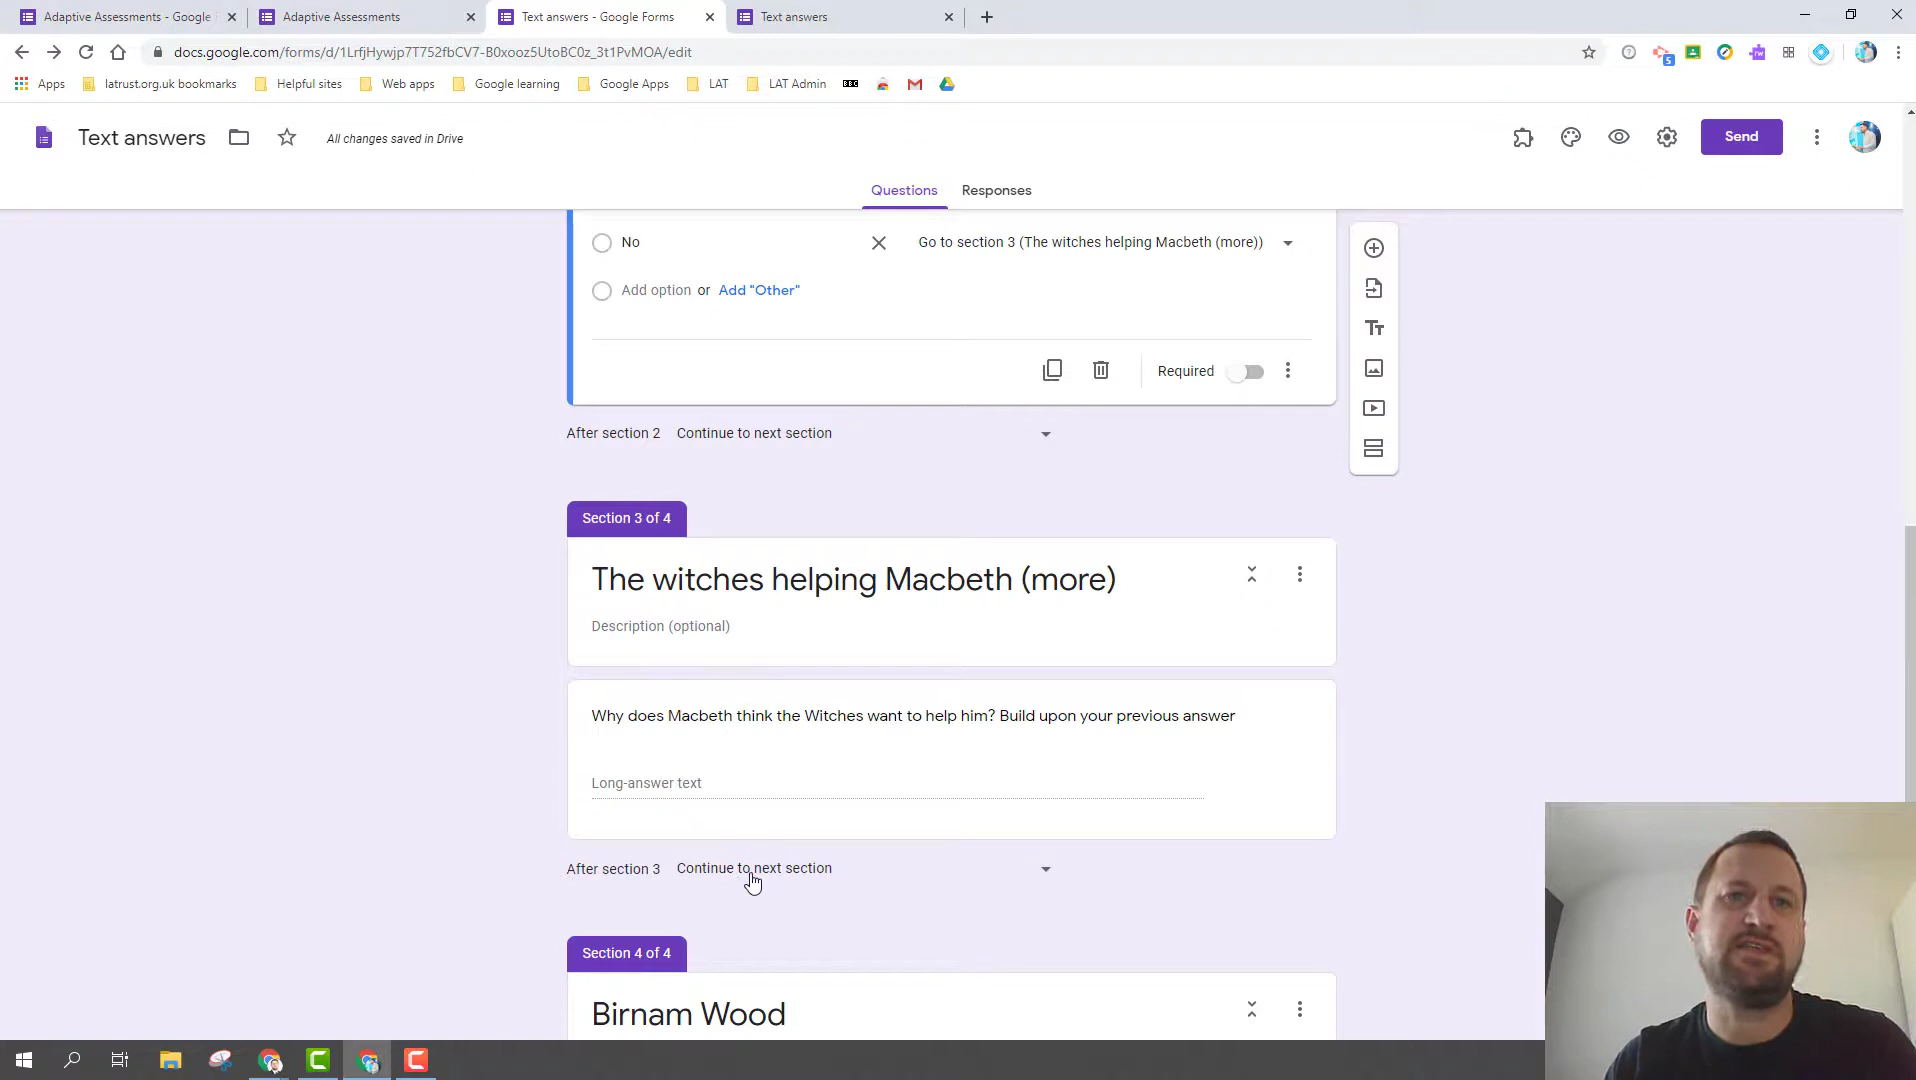 Adaptive Assessments - Google
Adaptive Assessments
Text answers - Google Forms
Text answers
docs.google.com/forms/d/1LrfjHywjp7T752fbCV7-B0xooz5UtoBC0z_3t1PvMOA/edit
5
Apps
latrust.org.uk bookmarks
Helpful sites
Web apps
Google learning
Google Apps
LAT
LAT Admin
BBC
Text answers
All changes saved in Drive
Send
Questions
Responses
No
Go to section 3 (The witches helping Macbeth (more))
Add option or Add "Other"
Required
After section 2 Continue to next section
Section 3 of 4
The witches helping Macbeth (more)
Description (optional)
Why does Macbeth think the Witches want to help him? Build upon your previous answer
Long-answer text
After section 3 Continue to next section
Section 4 of 4
Birnam Wood